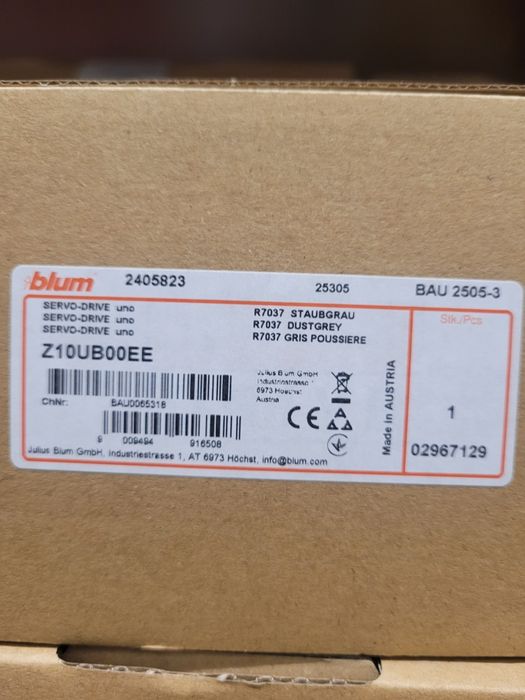 blum 2405823 25305 BAU 2505-3
SERVO-DRIVE uno
SERVO-DRIVE uno
SERVO-DRIVE uno
R7037 STAUBGRAU
R7037 DUSTGREY
R7037 GRIS POUSSIERE
Stk./Pcs
Z10UB00EE
Julius Blum GmbH
Industriestrasse 1
6973 Hoechst
Austria
ChNr: BAU0065318
CE
Made in AUSTRIA
1
9 009494 916508
02967129
Julius Blum GmbH, Industriestrasse 1, AT 6973 Höchst, info@blum.com